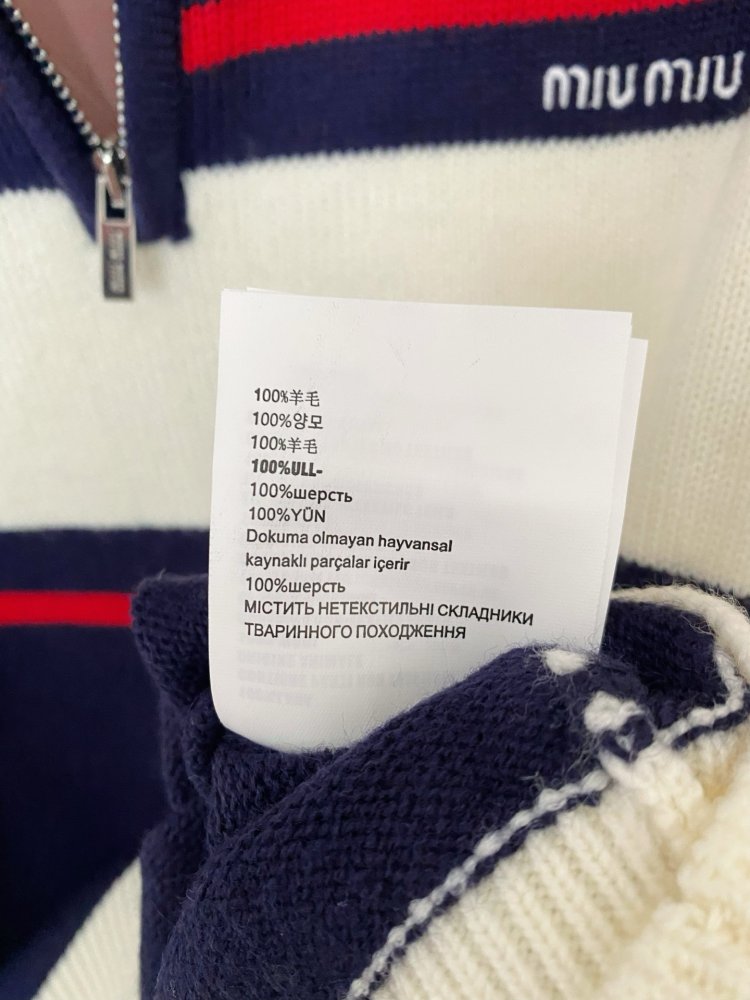 miu miu
100%羊毛
100%양모
100%羊毛
100%ULL-
100%шерсть
100%YÜN
Dokuma olmayan hayvansal
kaynaklı parçalar içerir
100%шерсть
МІСТИТЬ НЕТЕКСТИЛЬНІ СКЛАДНИКИ
ТВАРИННОГО ПОХОДЖЕННЯ